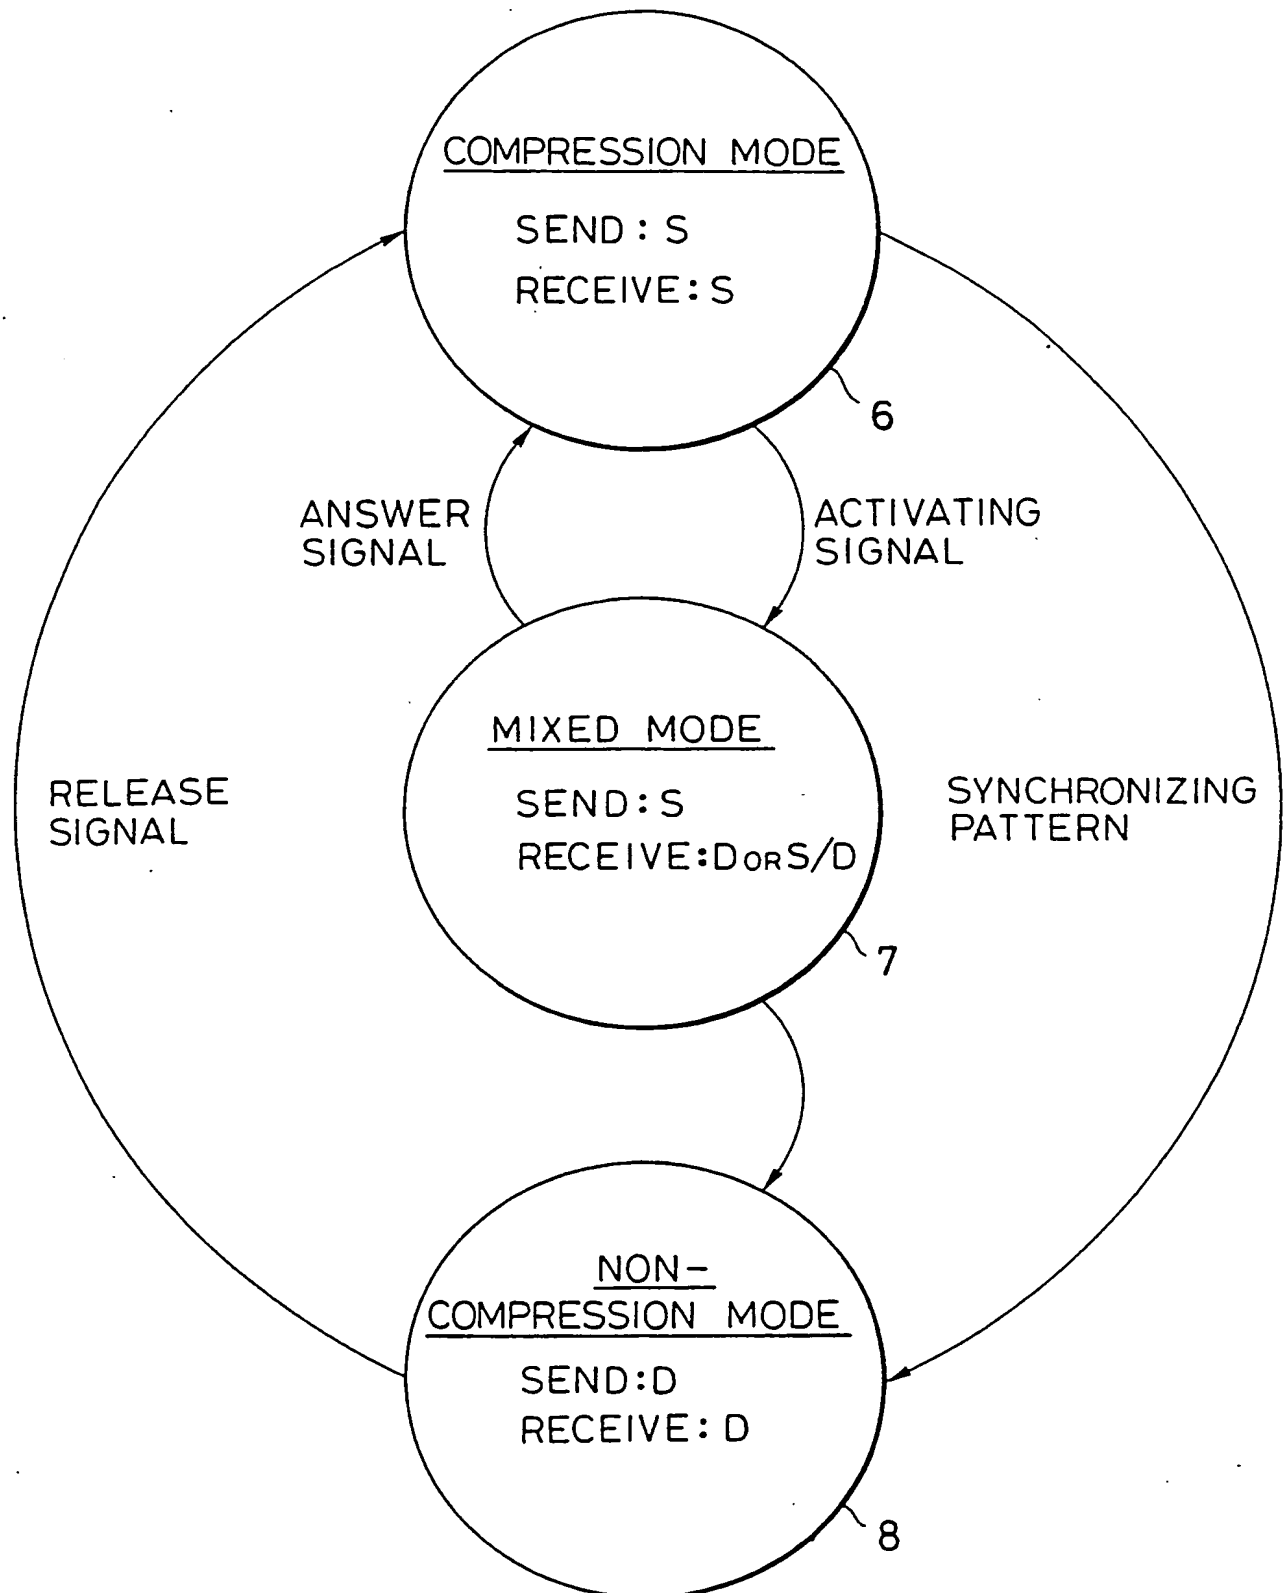 COMPRESSION MODE
SEND: S
RECEIVE: S
6
ANSWER
SIGNAL
ACTIVATING
SIGNAL
MIXED MODE
SEND: S
RECEIVE: D OR S/D
7
RELEASE
SIGNAL
SYNCHRONIZING
PATTERN
NON-
COMPRESSION MODE
SEND: D
RECEIVE: D
8